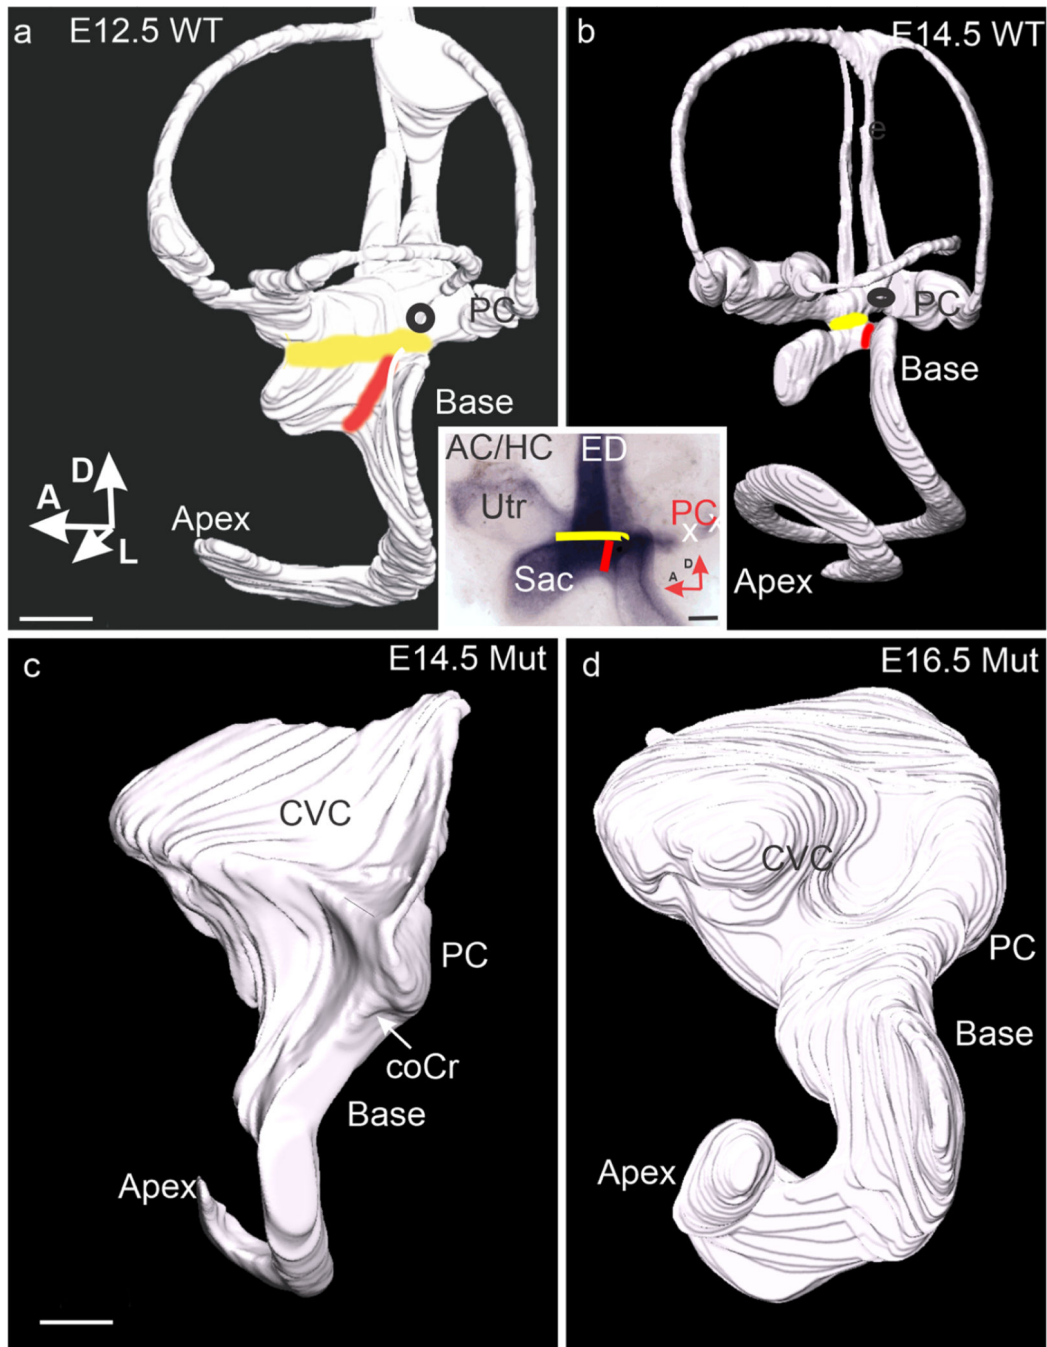 a E12.5 WT
PC
Base
D
A
L
Apex
b E14.5 WT
e
PC
Base
Apex
AC/HC ED
Utr
PC
x x
Sac
D
A
c E14.5 Mut
CVC
PC
coCr
Base
Apex
d E16.5 Mut
CVC
PC
Base
Apex